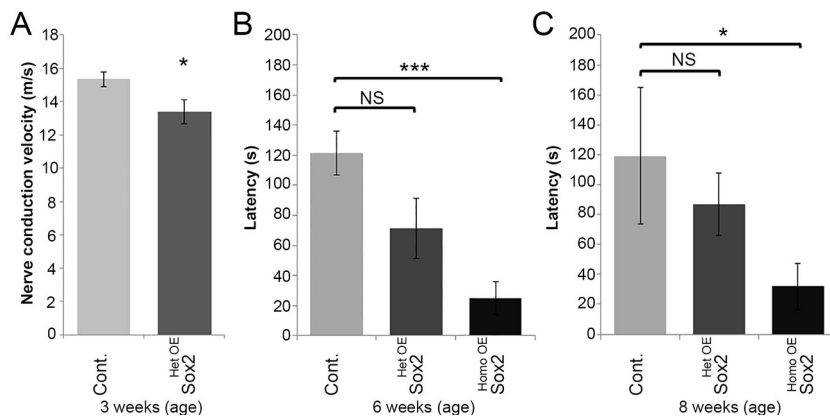 A
Nerve conduction velocity (m/s)
18
16
14
12
10
8
6
4
2
0
*
Cont.
Het OE
Sox2
3 weeks (age)
B
Latency (s)
200
180
160
140
120
100
80
60
40
20
0
***
NS
Cont.
Het OE
Sox2
Homo OE
Sox2
6 weeks (age)
C
Latency (s)
200
180
160
140
120
100
80
60
40
20
0
*
NS
Cont.
Het OE
Sox2
Homo OE
Sox2
8 weeks (age)